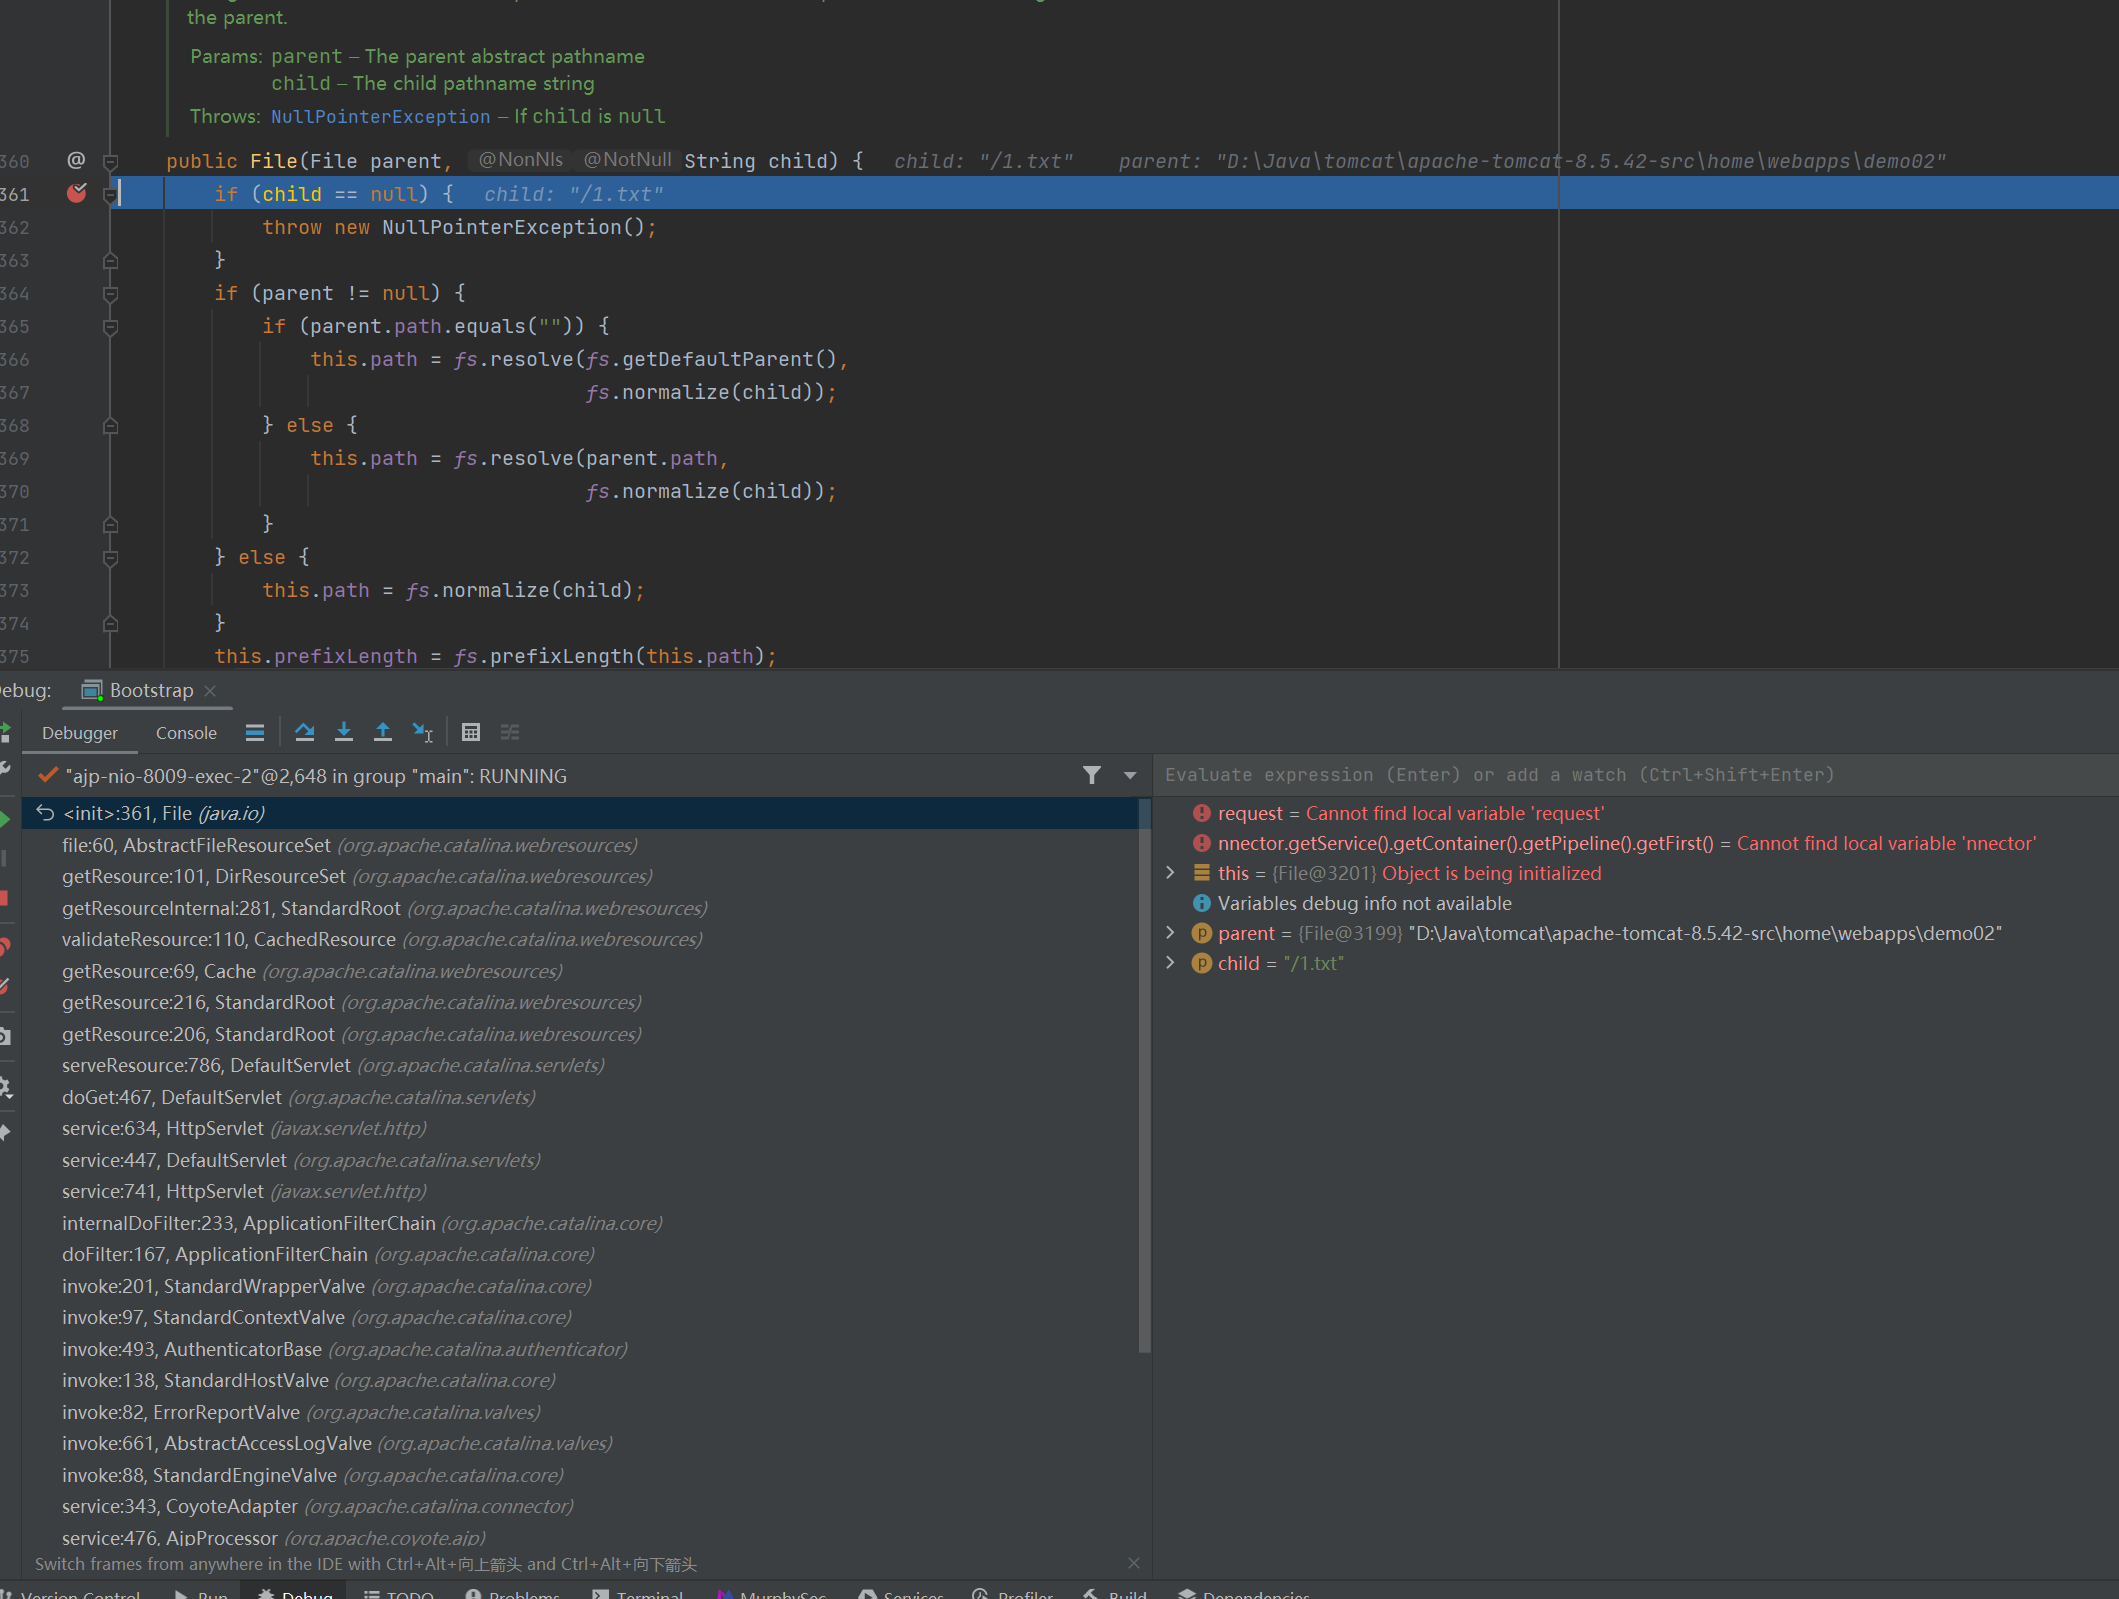 the parent.
Params: parent – The parent abstract pathname
child – The child pathname string
Throws: NullPointerException – If child is null
360 @ public File(File parent, @NonNls @NotNull String child) { child: "/1.txt" parent: "D:\Java\tomcat\apache-tomcat-8.5.42-src\home\webapps\demo02"
361 if (child == null) { child: "/1.txt"
362 throw new NullPointerException();
363 }
364 if (parent != null) {
365 if (parent.path.equals("")) {
366 this.path = fs.resolve(fs.getDefaultParent(),
367 fs.normalize(child));
368 } else {
369 this.path = fs.resolve(parent.path,
370 fs.normalize(child));
371 }
372 } else {
373 this.path = fs.normalize(child);
374 }
375 this.prefixLength = fs.prefixLength(this.path);
ebug: Bootstrap
Debugger Console
"ajp-nio-8009-exec-2"@2,648 in group "main": RUNNING
<init>:361, File (java.io)
file:60, AbstractFileResourceSet (org.apache.catalina.webresources)
getResource:101, DirResourceSet (org.apache.catalina.webresources)
getResourceInternal:281, StandardRoot (org.apache.catalina.webresources)
validateResource:110, CachedResource (org.apache.catalina.webresources)
getResource:69, Cache (org.apache.catalina.webresources)
getResource:216, StandardRoot (org.apache.catalina.webresources)
getResource:206, StandardRoot (org.apache.catalina.webresources)
serveResource:786, DefaultServlet (org.apache.catalina.servlets)
doGet:467, DefaultServlet (org.apache.catalina.servlets)
service:634, HttpServlet (javax.servlet.http)
service:447, DefaultServlet (org.apache.catalina.servlets)
service:741, HttpServlet (javax.servlet.http)
internalDoFilter:233, ApplicationFilterChain (org.apache.catalina.core)
doFilter:167, ApplicationFilterChain (org.apache.catalina.core)
invoke:201, StandardWrapperValve (org.apache.catalina.core)
invoke:97, StandardContextValve (org.apache.catalina.core)
invoke:493, AuthenticatorBase (org.apache.catalina.authenticator)
invoke:138, StandardHostValve (org.apache.catalina.core)
invoke:82, ErrorReportValve (org.apache.catalina.valves)
invoke:661, AbstractAccessLogValve (org.apache.catalina.valves)
invoke:88, StandardEngineValve (org.apache.catalina.core)
service:343, CoyoteAdapter (org.apache.catalina.connector)
service:476, AjpProcessor (org.apache.coyote.ajp)
Switch frames from anywhere in the IDE with Ctrl+Alt+向上箭头 and Ctrl+Alt+向下箭头
Evaluate expression (Enter) or add a watch (Ctrl+Shift+Enter)
request = Cannot find local variable 'request'
nnector.getService().getContainer().getPipeline().getFirst() = Cannot find local variable 'nnector'
this = {File@3201} Object is being initialized
Variables debug info not available
parent = {File@3199} "D:\Java\tomcat\apache-tomcat-8.5.42-src\home\webapps\demo02"
child = "/1.txt"
Version Control Run Debug TODO Problems Terminal MurphySec Services Profiler Build Dependencies